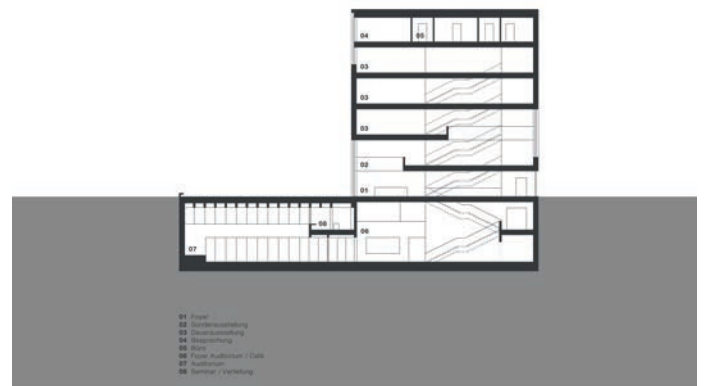 04
05
03
03
03
02
01
08
06
07
01 Foyer
02 Sonderausstellung
03 Dauerausstellung
04 Besprechung
05 Büro
06 Foyer Auditorium / Café
07 Auditorium
08 Seminar / Verteilung